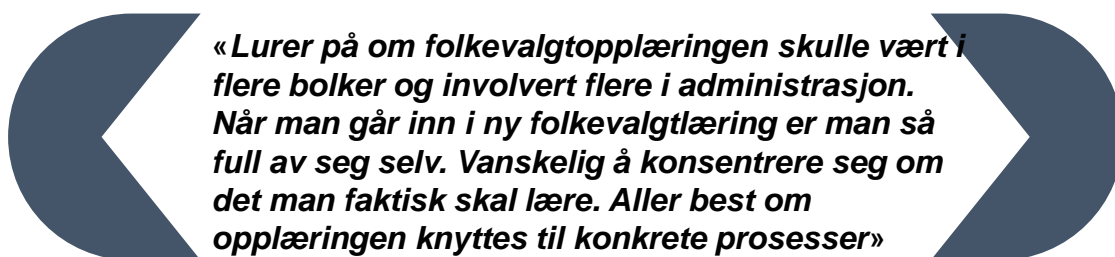 «Lurer på om folkevalgtopplæringen skulle vært i
flere bolker og involvert flere i administrasjon.
Når man går inn i ny folkevalgtlæring er man så
full av seg selv. Vanskelig å konsentrere seg om
det man faktisk skal lære. Aller best om
opplæringen knyttes til konkrete prosesser»